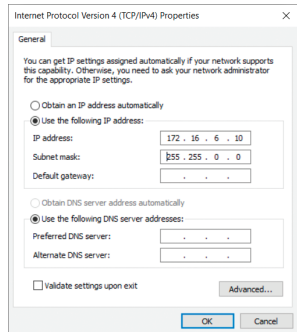 Internet Protocol Version 4 (TCP/IPv4) Properties
General
You can get IP settings assigned automatically if your network supports
this capability. Otherwise, you need to ask your network administrator
for the appropriate IP settings.
Obtain an IP address automatically
Use the following IP address:
IP address: 172 . 16 . 6 . 10
Subnet mask: 255 . 255 . 0 . 0
Default gateway: . . .
Obtain DNS server address automatically
Use the following DNS server addresses:
Preferred DNS server: . . .
Alternate DNS server: . . .
Validate settings upon exit
Advanced...
OK Cancel